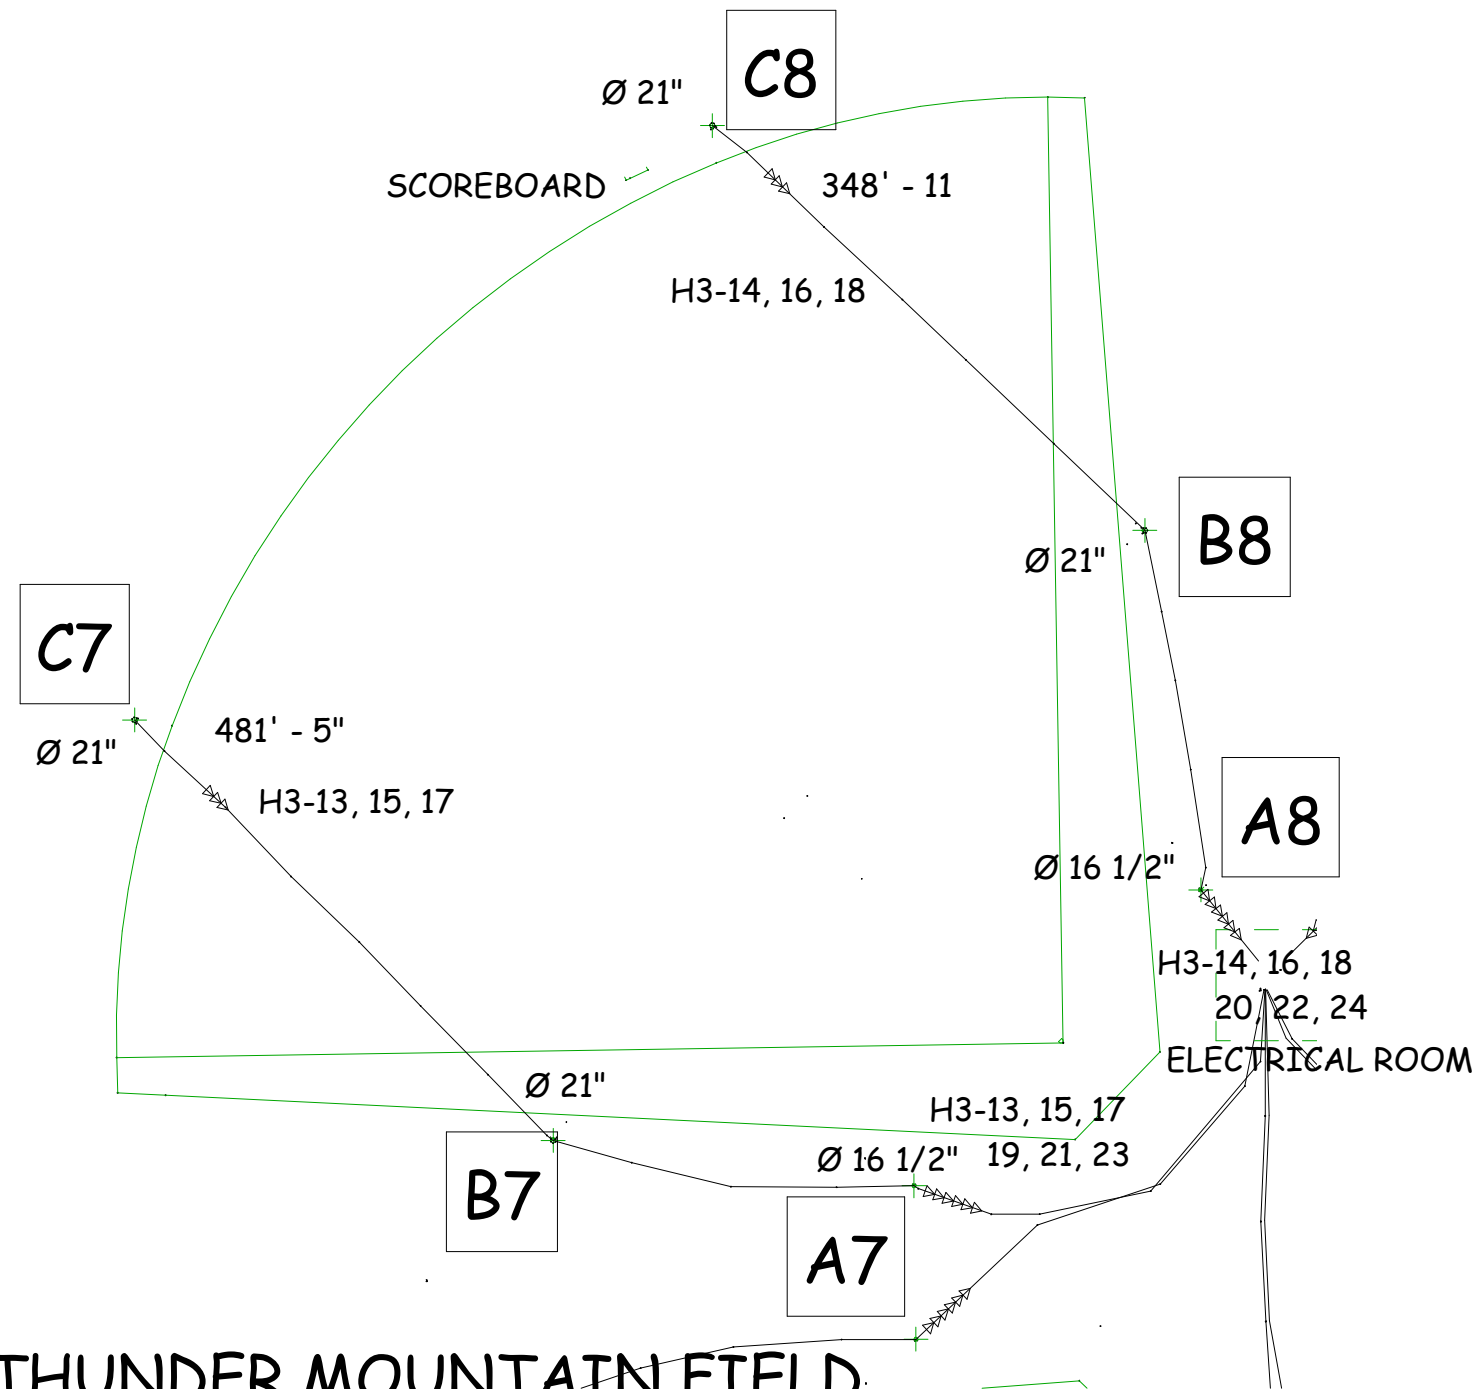 C8
Ø 21"
SCOREBOARD
348' - 11
H3-14, 16, 18
B8
Ø 21"
C7
481' - 5"
Ø 21"
H3-13, 15, 17
A8
Ø 16 1/2"
H3-14, 16, 18
20, 22, 24
ELECTRICAL ROOM
Ø 21"
H3-13, 15, 17
19, 21, 23
Ø 16 1/2"
B7
A7
THUNDER MOUNTAIN FIELD